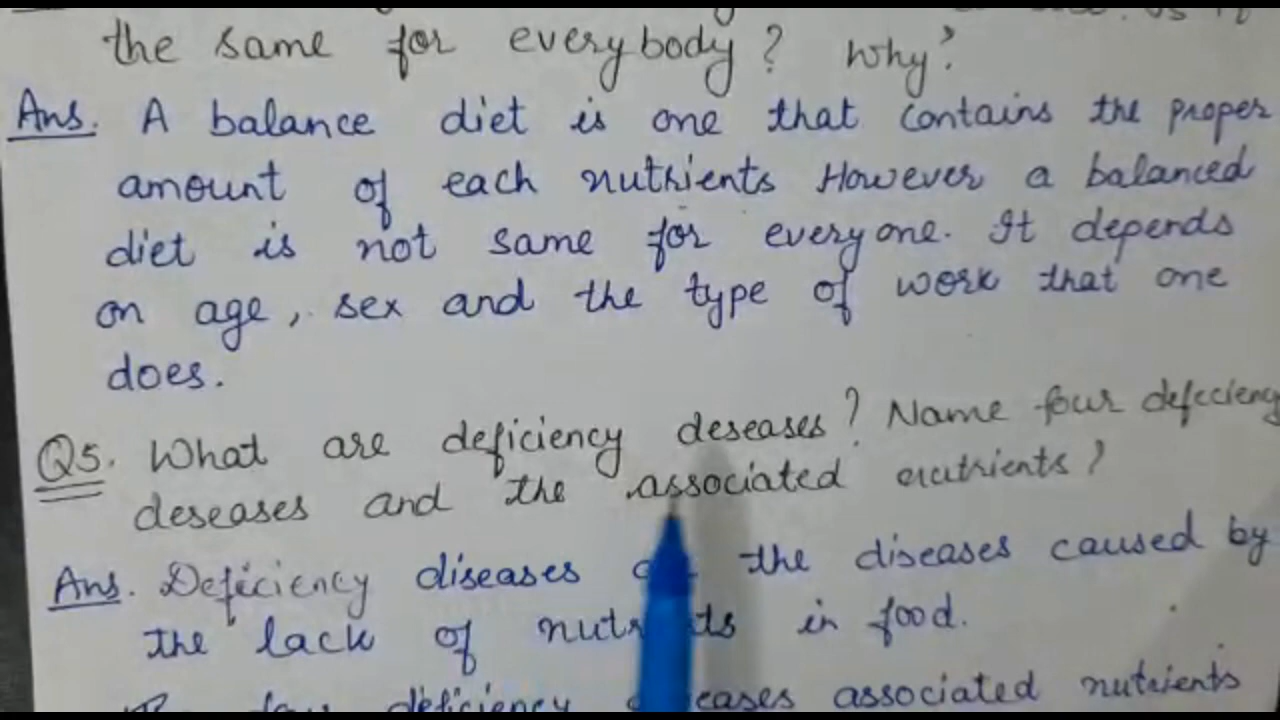 the same for everybody? Why?
Ans. A balance diet is one that contains the proper
amount of each nutrients However a balanced
diet is not same for everyone. It depends
on age, sex and the type of work that one
does.
Q5. What are deficiency deseases? Name four defeciency
deseases and the associated nutrients?
Ans. Deficiency diseases the diseases caused by
the lack of in food.
deficiency associated nutrients